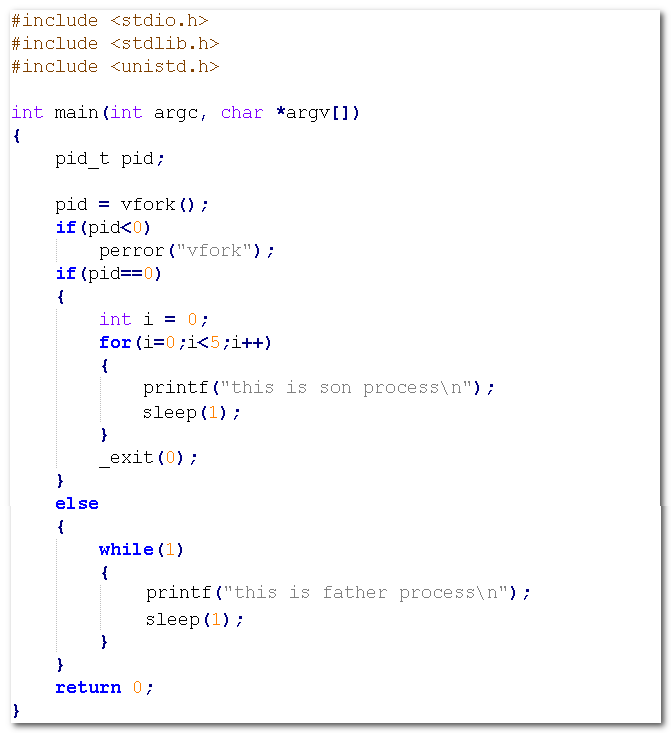 #include <stdio.h>
#include <stdlib.h>
#include <unistd.h>
int main(int argc, char *argv[])
{
    pid_t pid;
    pid = vfork();
    if(pid<0)
        perror("vfork");
    if(pid==0)
    {
        int i = 0;
        for(i=0;i<5;i++)
        {
            printf("this is son process\n");
            sleep(1);
        }
        _exit(0);
    }
    else
    {
        while(1)
        {
            printf("this is father process\n");
            sleep(1);
        }
    }
    return 0;
}